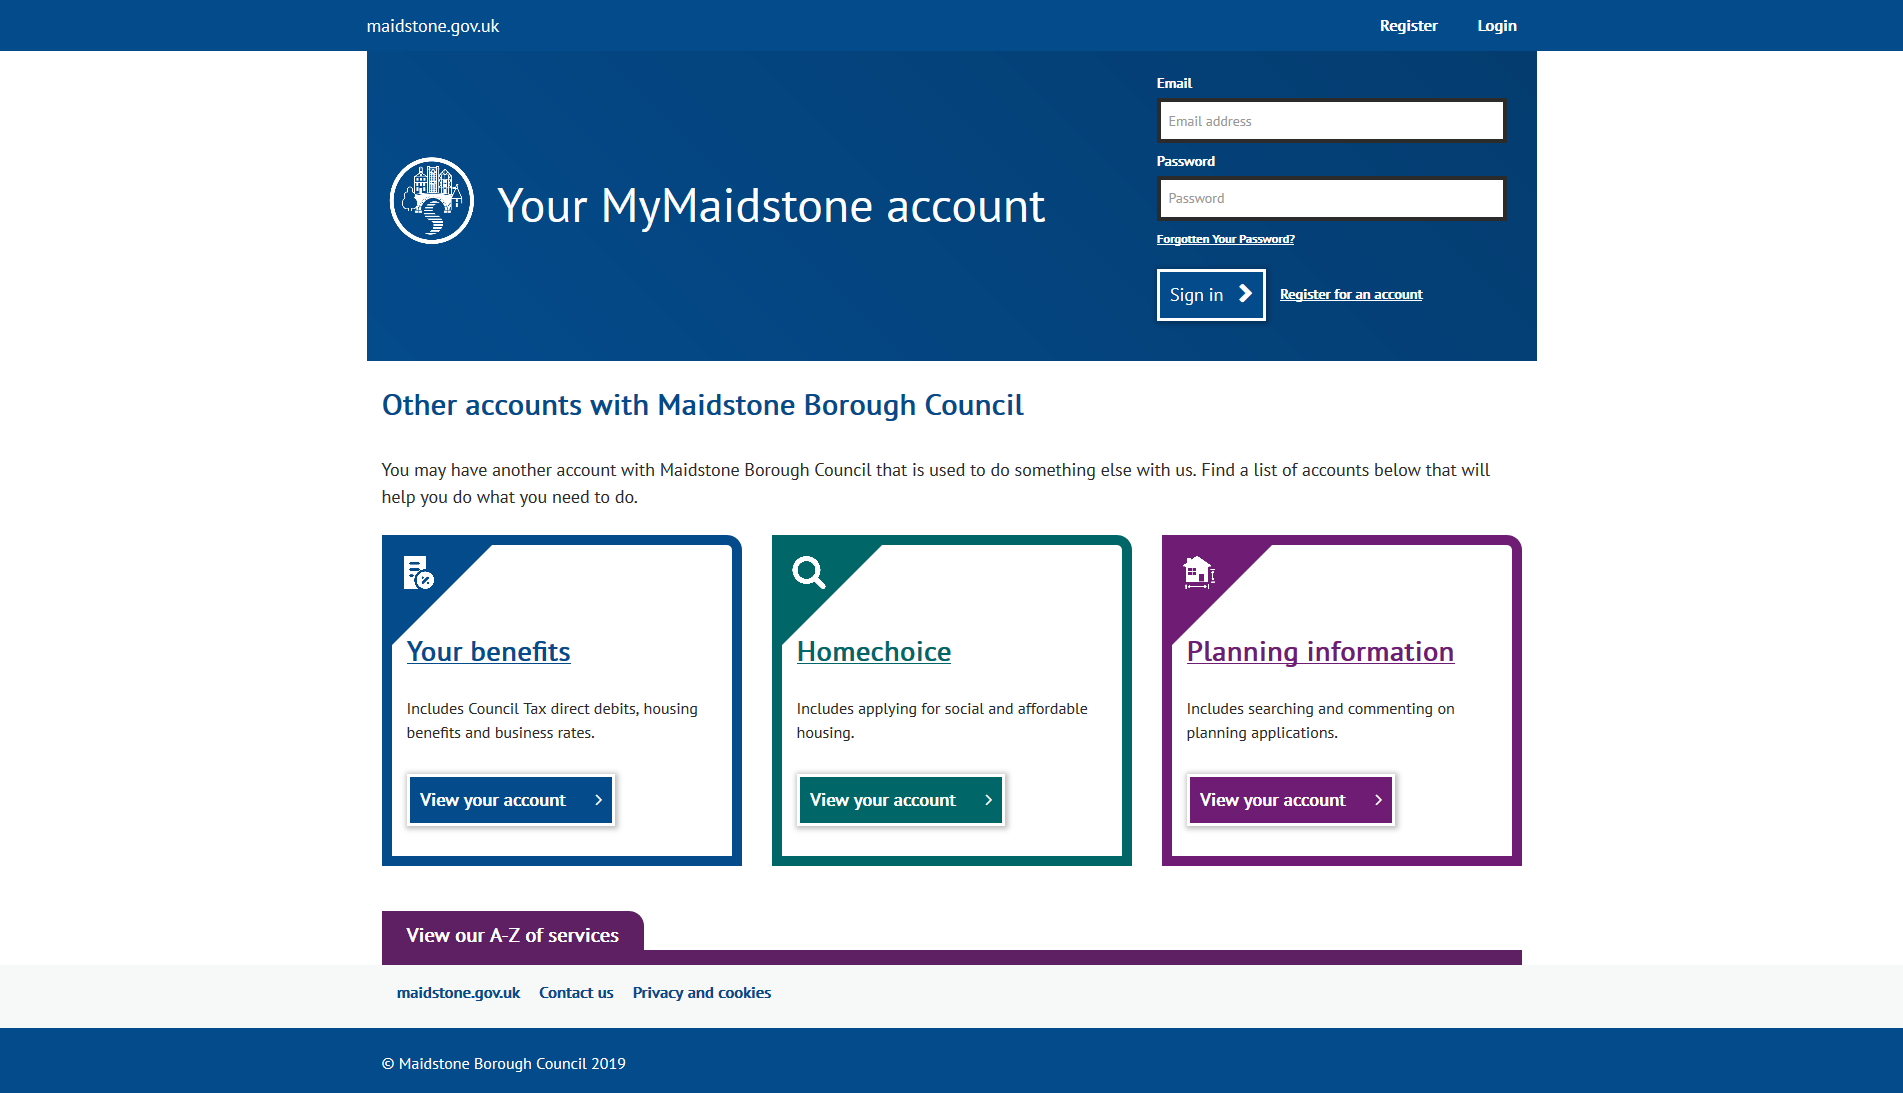 maidstone.gov.uk
Register
Login
Email
Email address
Password
Password
Forgotten Your Password?
Sign in
Register for an account
Your MyMaidstone account
Other accounts with Maidstone Borough Council
You may have another account with Maidstone Borough Council that is used to do something else with us. Find a list of accounts below that will
help you do what you need to do.
Your benefits
Includes Council Tax direct debits, housing
benefits and business rates.
View your account
Homechoice
Includes applying for social and affordable
housing.
View your account
Planning information
Includes searching and commenting on
planning applications.
View your account
View our A-Z of services
maidstone.gov.uk
Contact us
Privacy and cookies
© Maidstone Borough Council 2019